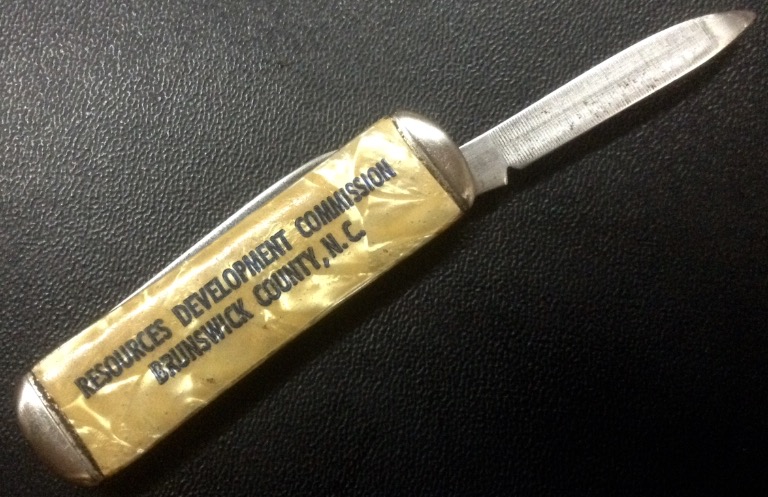 RESOURCES DEVELOPMENT COMMISSION
BRUNSWICK COUNTY, N.C.